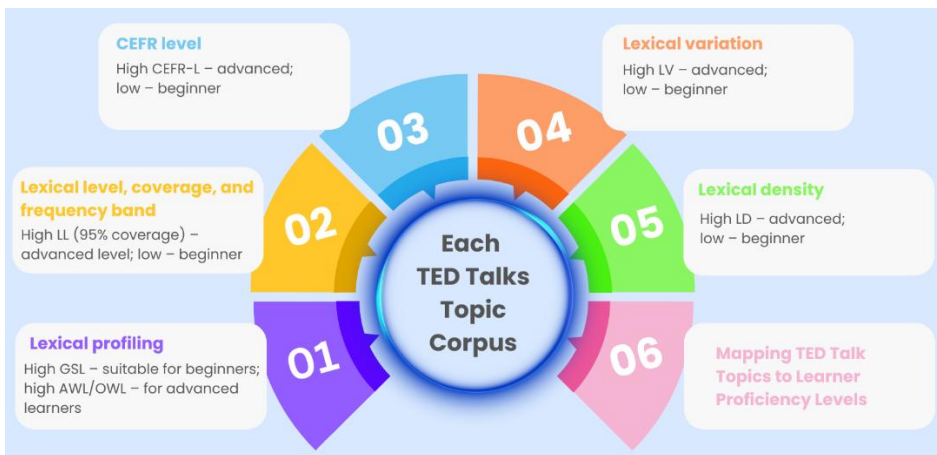 Each
TED Talks
Topic
Corpus
01
Lexical profiling
High GSL – suitable for beginners;
high AWL/OWL – for advanced
learners
02
Lexical level, coverage, and
frequency band
High LL (95% coverage) –
advanced level; low – beginner
03
CEFR level
High CEFR-L – advanced;
low – beginner
04
Lexical variation
High LV – advanced;
low – beginner
05
Lexical density
High LD – advanced;
low – beginner
06
Mapping TED Talk
Topics to Learner
Proficiency Levels